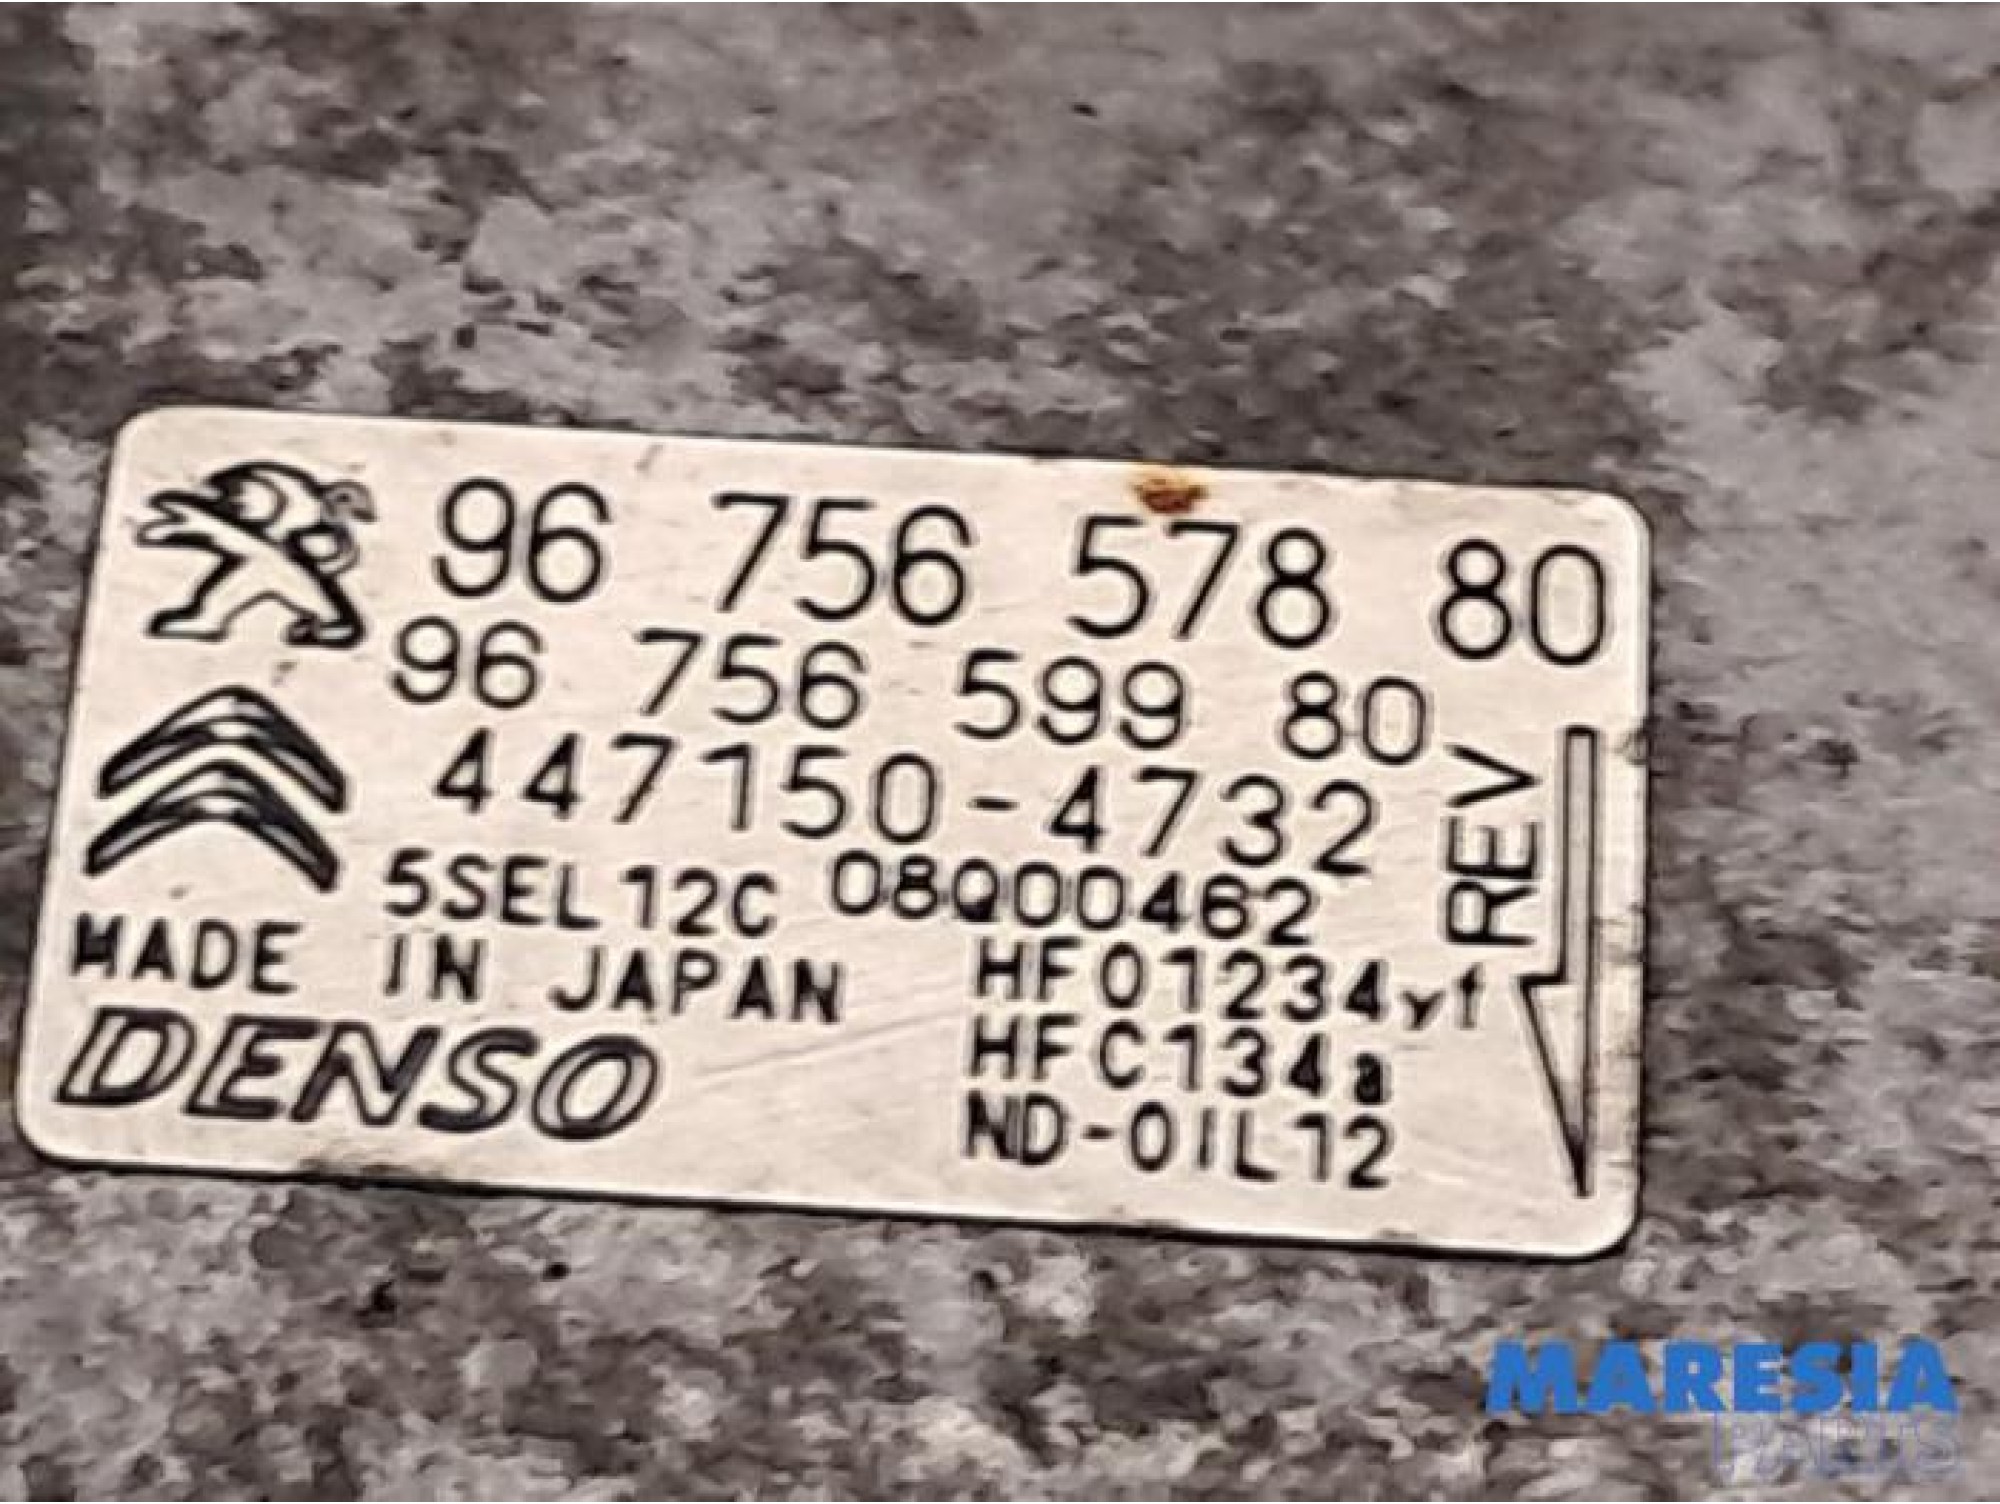 96 756 578 80
96 756 599 80
447150-4732
5SEL12C 08Q00462
REV
MADE IN JAPAN
HFO1234yf
HFC134a
DENSO
ND-OIL12
MARESIA
PARTS